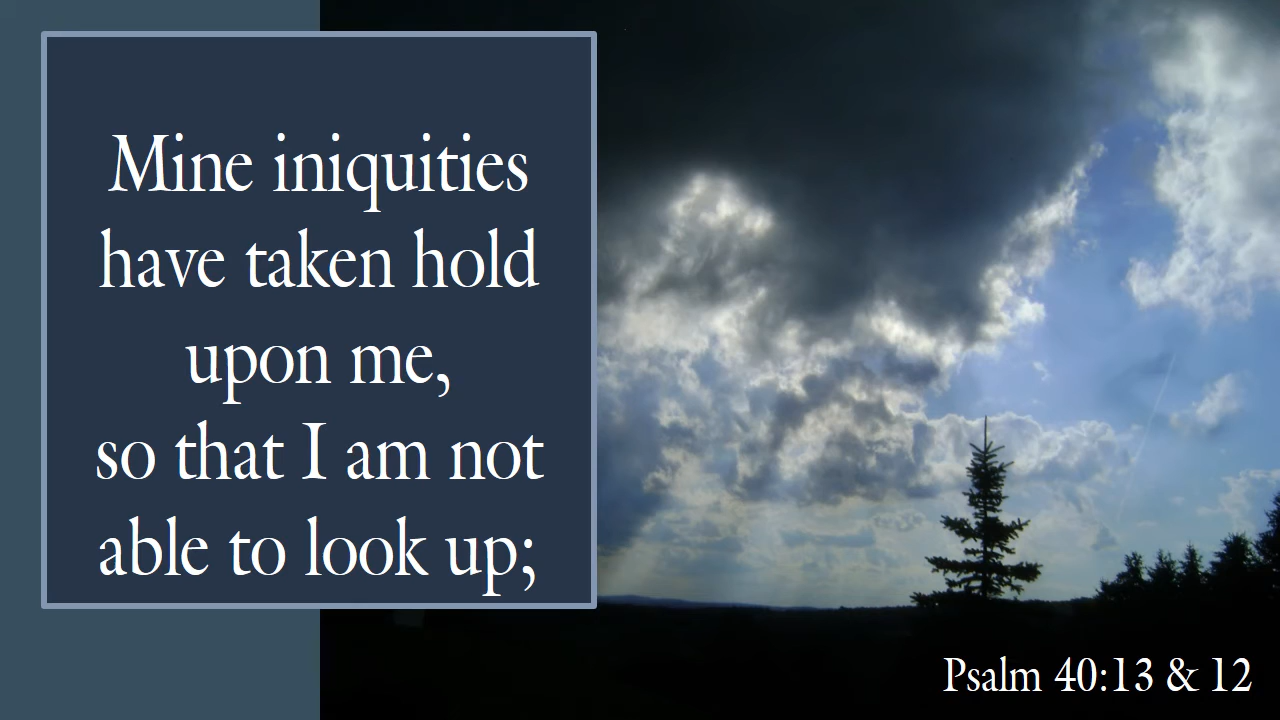 Mine iniquities
have taken hold
upon me,
so that I am not
able to look up;
Psalm 40:13 & 12